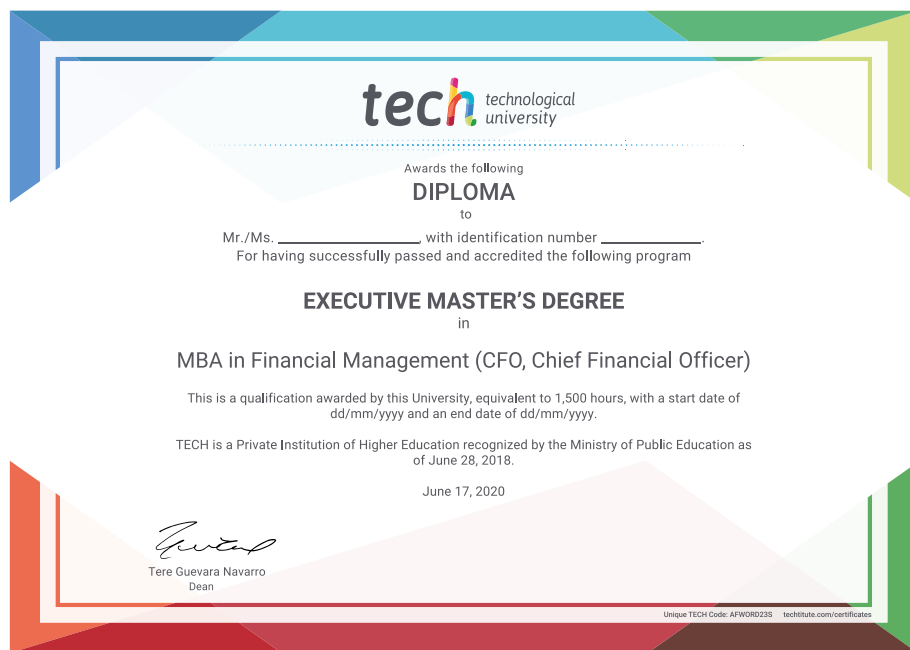 tech technological
university
Awards the following
DIPLOMA
to
Mr./Ms. ____________________, with identification number ______________.
For having successfully passed and accredited the following program
EXECUTIVE MASTER'S DEGREE
in
MBA in Financial Management (CFO, Chief Financial Officer)
This is a qualification awarded by this University, equivalent to 1,500 hours, with a start date of
dd/mm/yyyy and an end date of dd/mm/yyyy.
TECH is a Private Institution of Higher Education recognized by the Ministry of Public Education as
of June 28, 2018.
June 17, 2020
Tere Guevara Navarro
Dean
Unique TECH Code: AFWORD23S techtitute.com/certificates